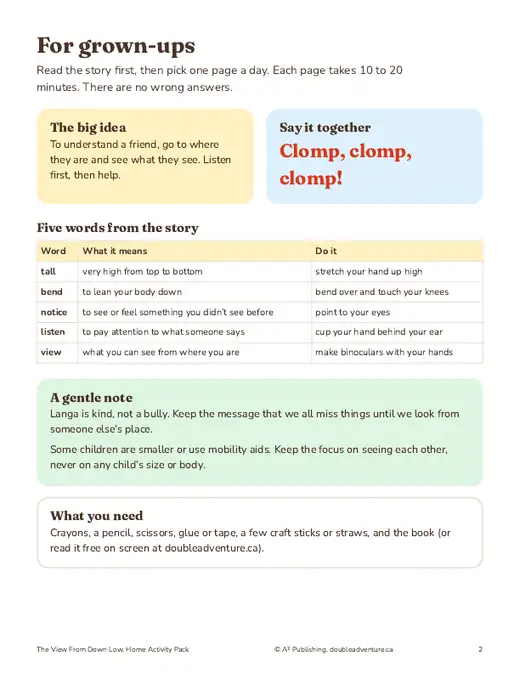 For grown-ups
Read the story first, then pick one page a day. Each page takes 10 to 20
minutes. There are no wrong answers.
The big idea
To understand a friend, go to where
they are and see what they see. Listen
first, then help.
Say it together
Clomp, clomp,
clomp!
Five words from the story
Word What it means Do it
tall very high from top to bottom stretch your hand up high
bend to lean your body down bend over and touch your knees
notice to see or feel something you didn't see before point to your eyes
listen to pay attention to what someone says cup your hand behind your ear
view what you can see from where you are make binoculars with your hands
A gentle note
Langa is kind, not a bully. Keep the message that we all miss things until we look from
someone else's place.
Some children are smaller or use mobility aids. Keep the focus on seeing each other,
never on any child's size or body.
What you need
Crayons, a pencil, scissors, glue or tape, a few craft sticks or straws, and the book (or
read it free on screen at doubleadventure.ca).
The View From Down Low, Home Activity Pack © A² Publishing, doubleadventure.ca 2